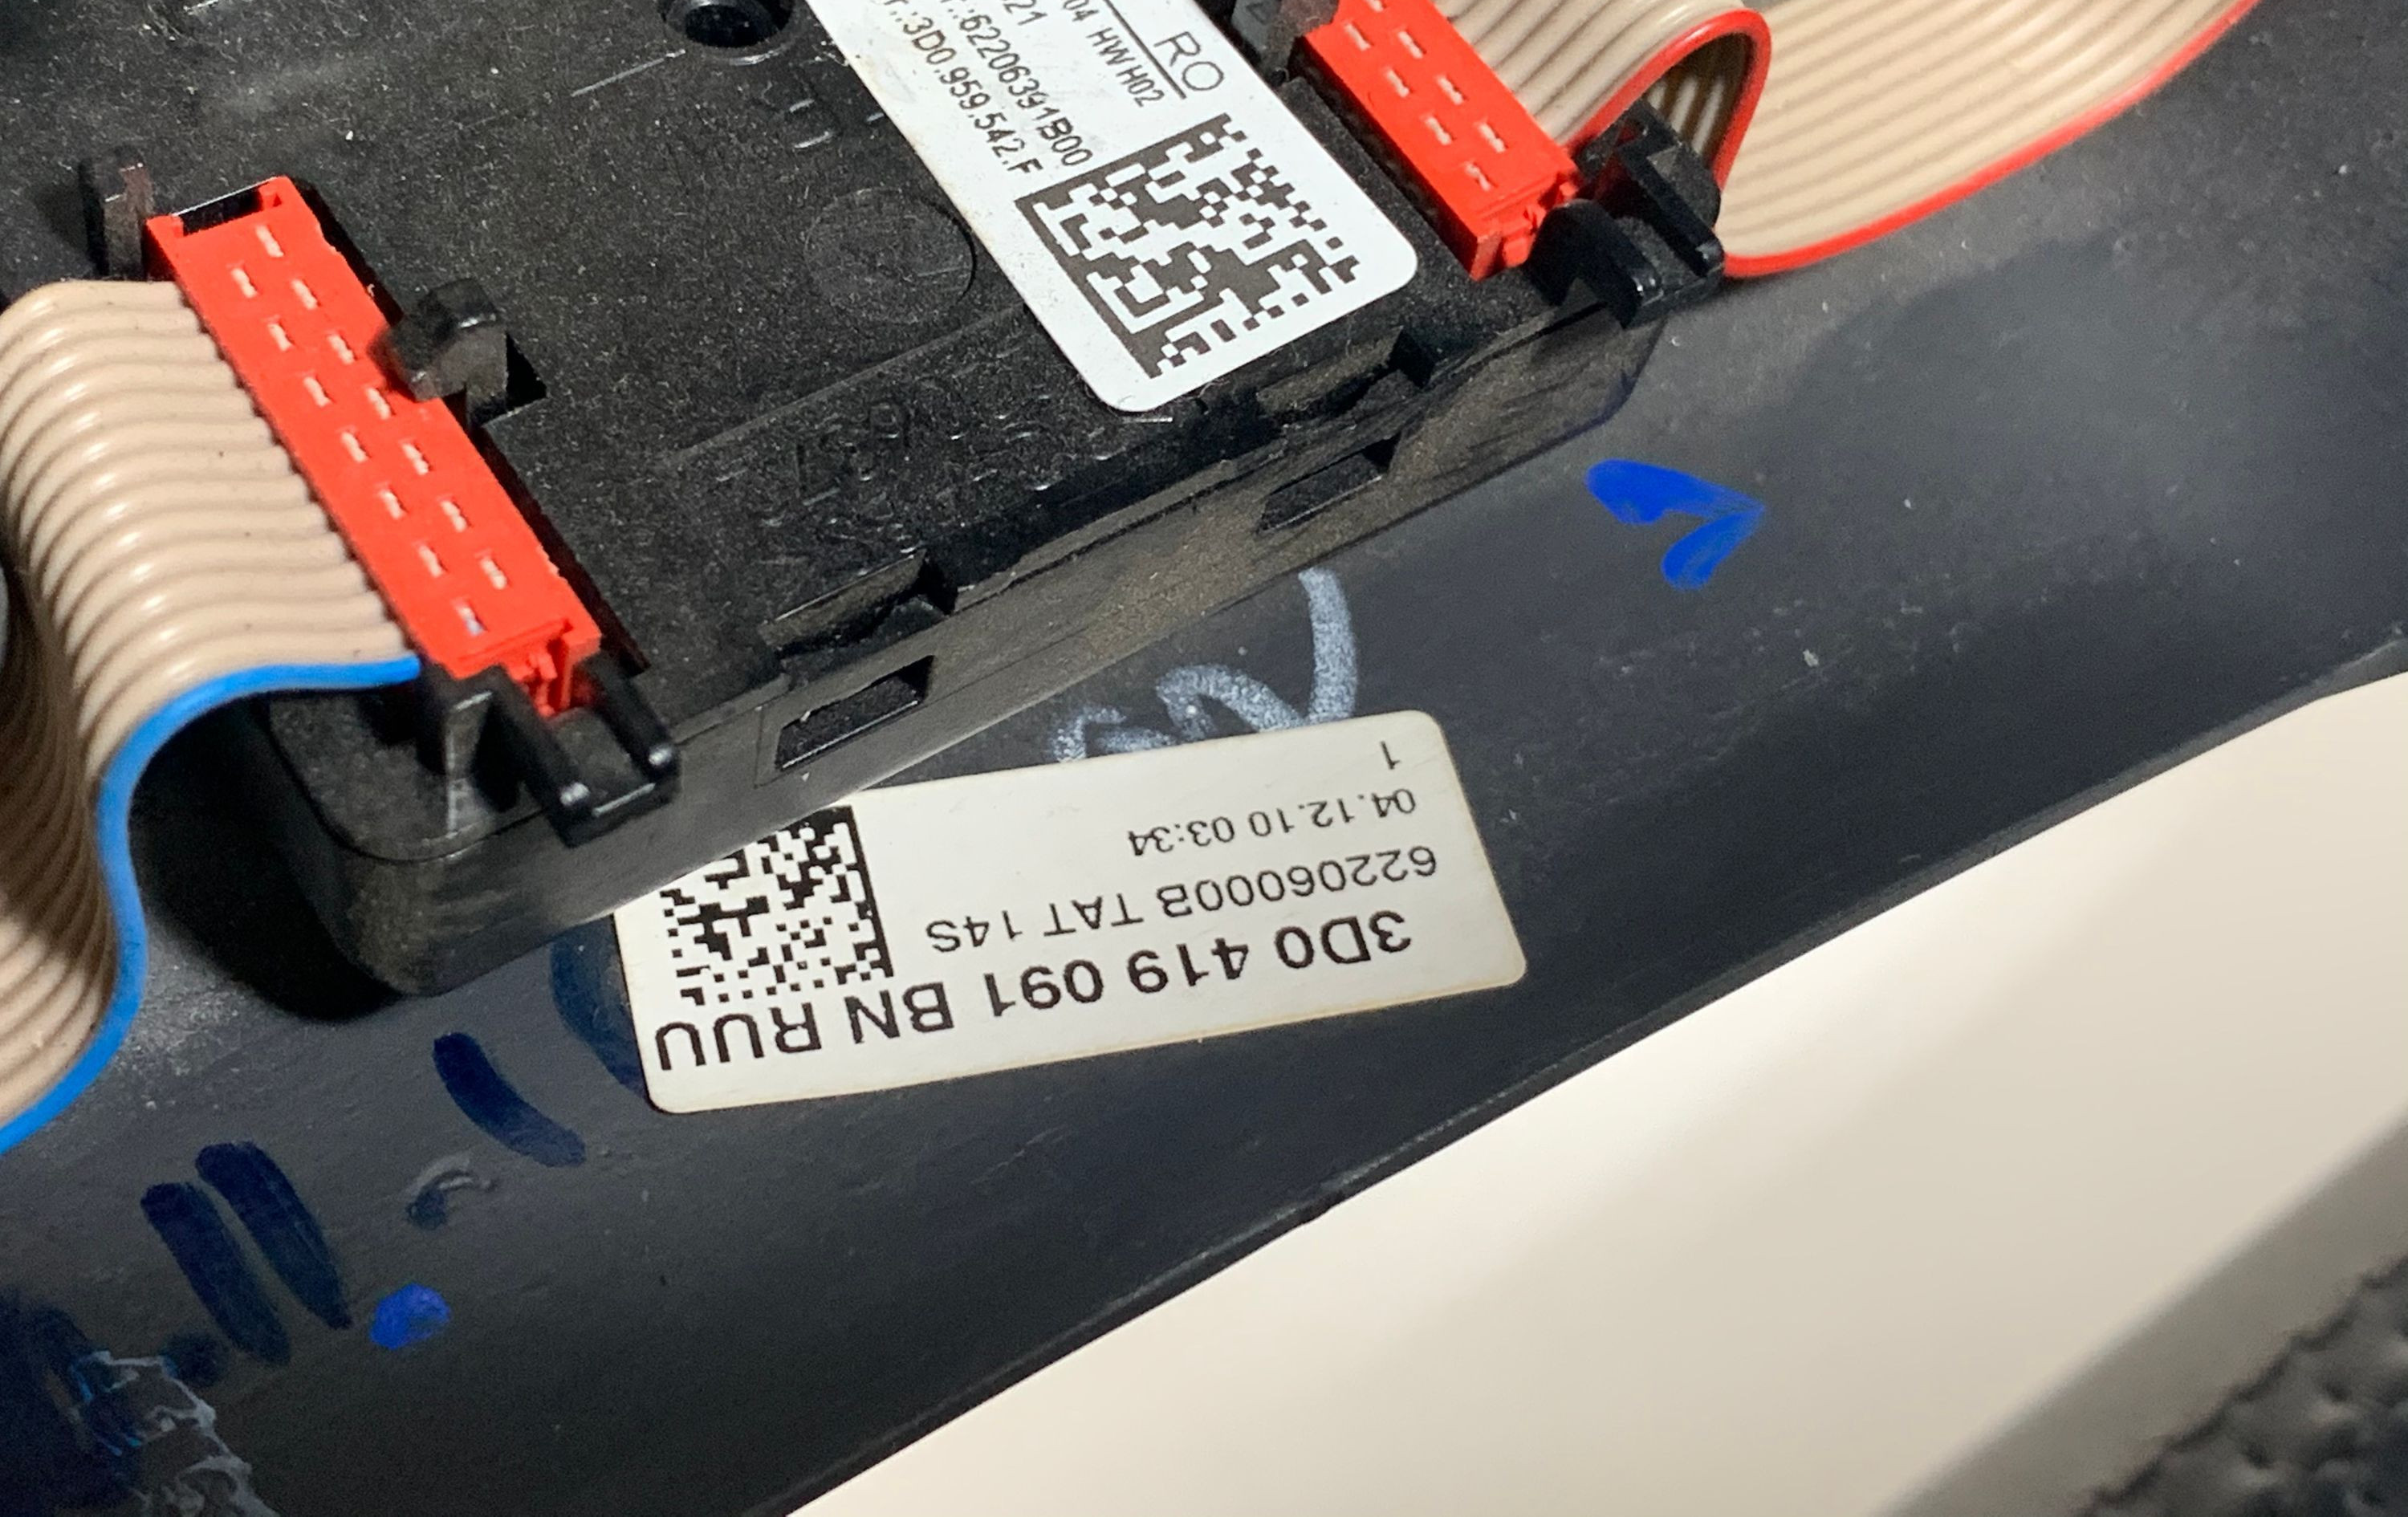 RO
04 HW H02
21
62206391B00
3D0.959.542.F
3D0 419 091 BN RUU
62206000B TAT 14S
04.12.10 03:34
1